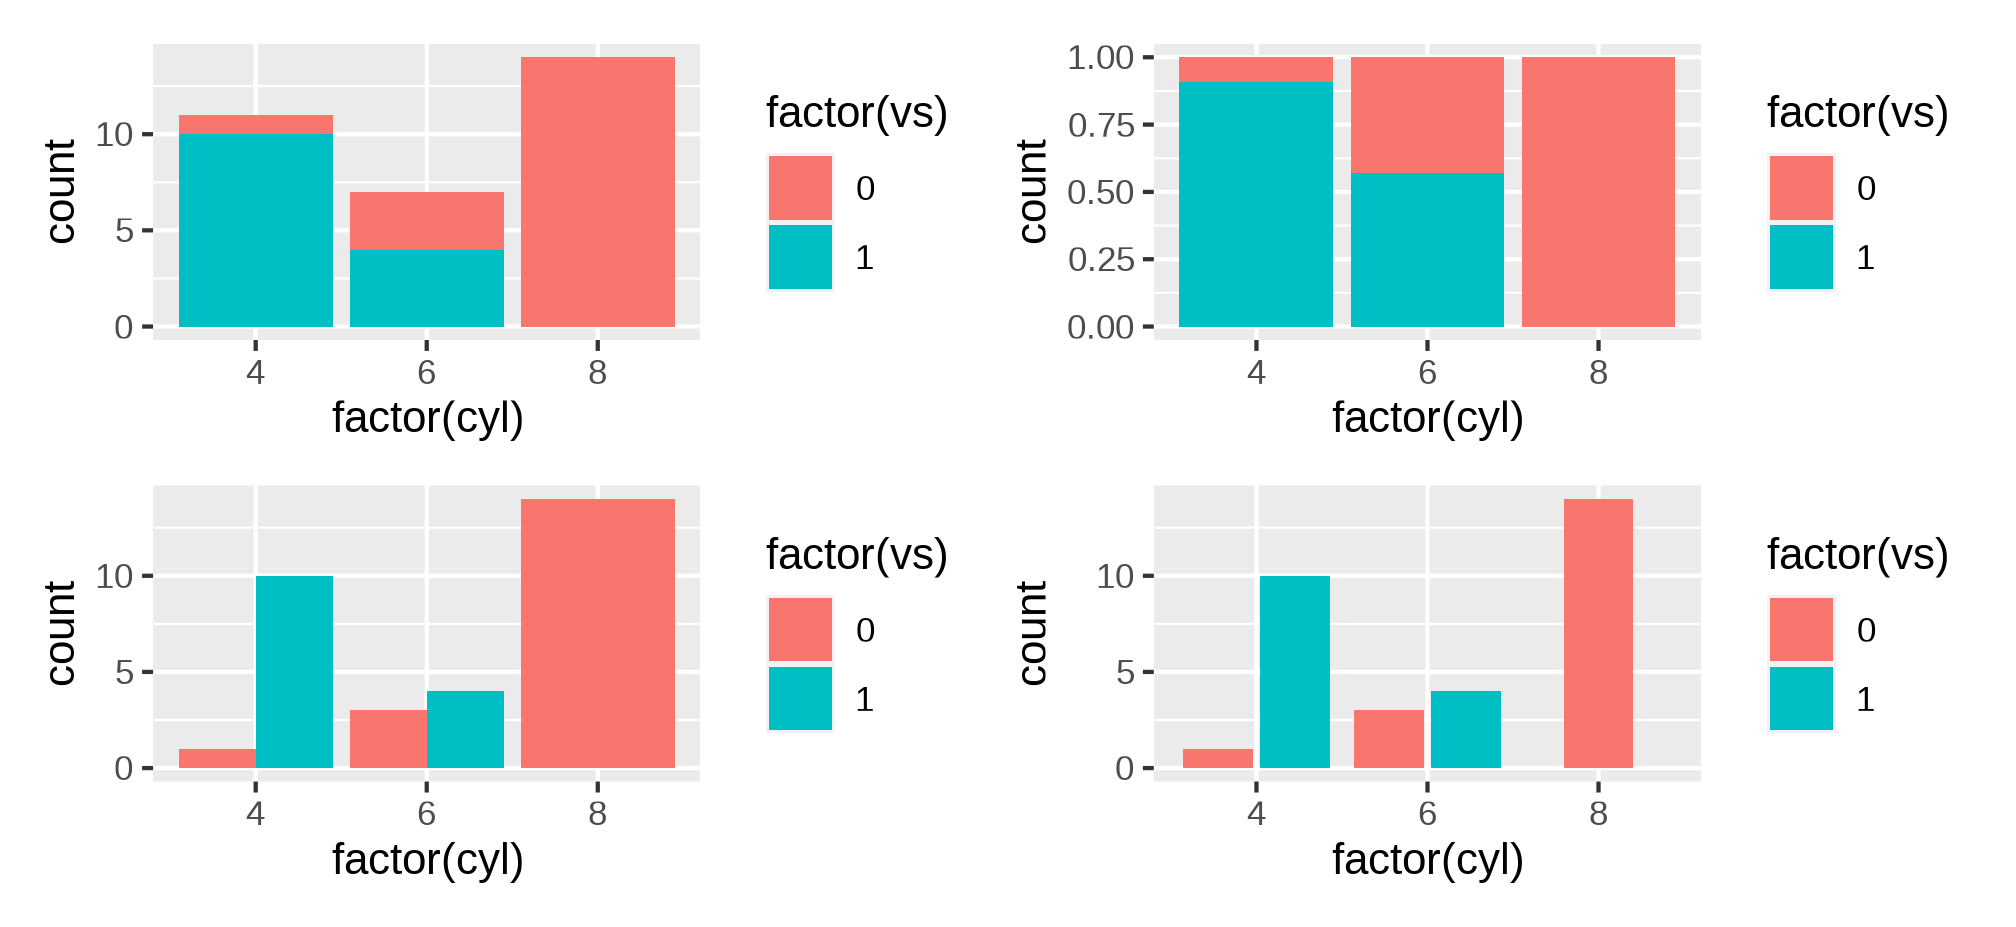 count
10
5
0
4 6 8
factor(cyl)
factor(vs)
0
1
count
1.00
0.75
0.50
0.25
0.00
4 6 8
factor(cyl)
factor(vs)
0
1
count
10
5
0
4 6 8
factor(cyl)
factor(vs)
0
1
count
10
5
0
4 6 8
factor(cyl)
factor(vs)
0
1